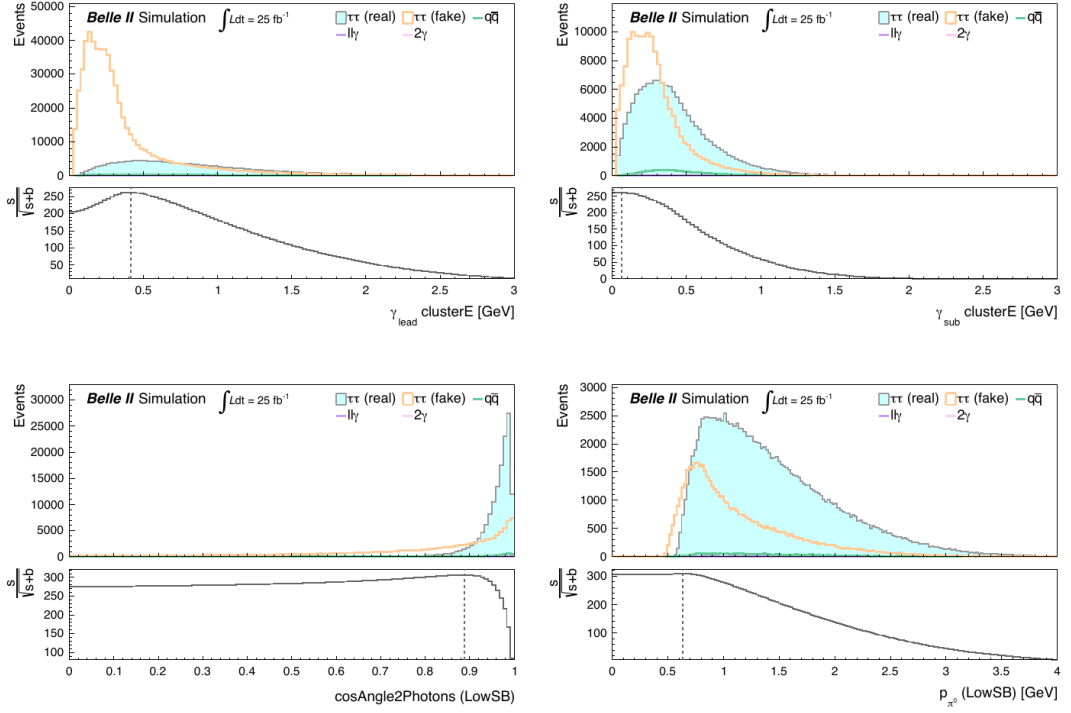 Belle II Simulation ∫Ldt = 25 fb⁻¹
ττ (real) ττ (fake) qq̅
llγ 2γ
Events
50000
40000
30000
20000
10000
0
s/√s+b
250
200
150
100
50
0 0.5 1 1.5 2 2.5 3
γ_lead clusterE [GeV]
Belle II Simulation ∫Ldt = 25 fb⁻¹
ττ (real) ττ (fake) qq̅
llγ 2γ
Events
10000
8000
6000
4000
2000
0
s/√s+b
250
200
150
100
50
0
0 0.5 1 1.5 2 2.5 3
γ_sub clusterE [GeV]
Belle II Simulation ∫Ldt = 25 fb⁻¹
ττ (real) ττ (fake) qq̅
llγ 2γ
Events
30000
25000
20000
15000
10000
5000
0
s/√s+b
300
250
200
150
100
0 0.1 0.2 0.3 0.4 0.5 0.6 0.7 0.8 0.9 1
cosAngle2Photons (LowSB)
Belle II Simulation ∫Ldt = 25 fb⁻¹
ττ (real) ττ (fake) qq̅
llγ 2γ
Events
3000
2500
2000
1500
1000
500
0
s/√s+b
300
200
100
0 0.5 1 1.5 2 2.5 3 3.5 4
p_π⁰ (LowSB) [GeV]